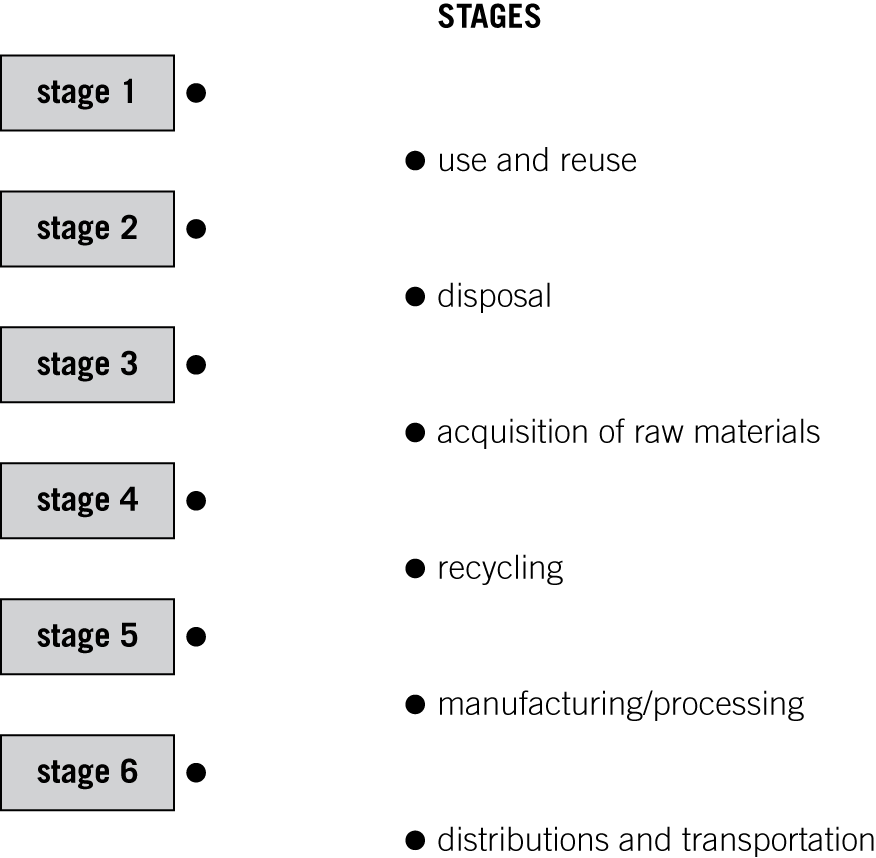 STAGES
stage 1
use and reuse
stage 2
disposal
stage 3
acquisition of raw materials
stage 4
recycling
stage 5
manufacturing/processing
stage 6
distributions and transportation